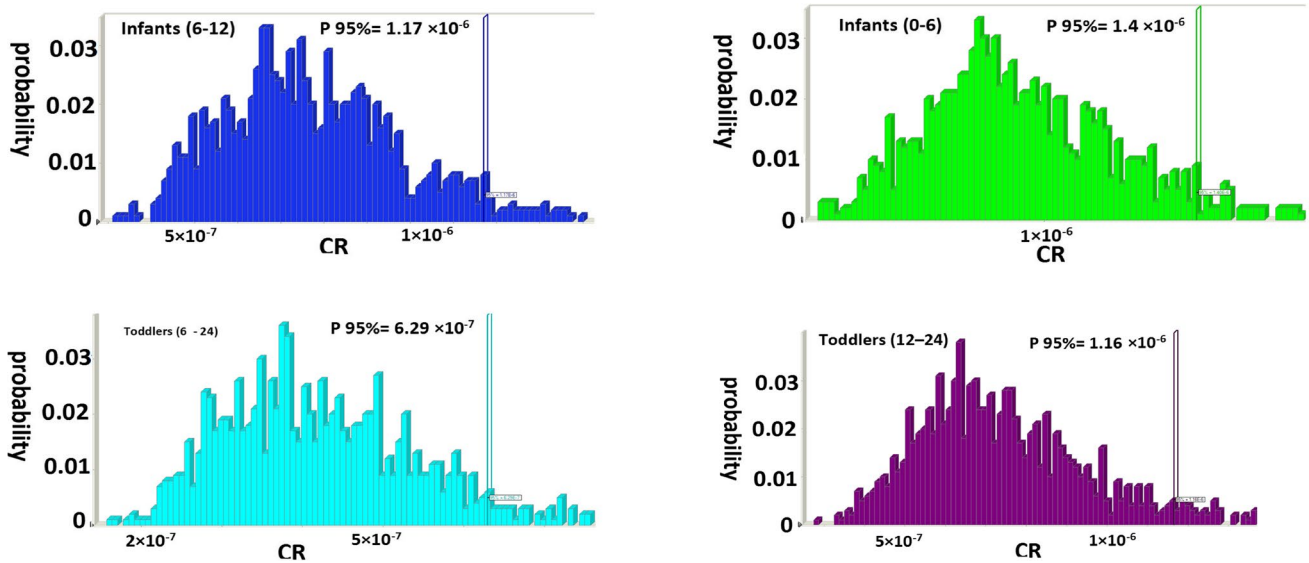 Infants (6-12)
P 95%= 1.17 ×10-6
probability
0.03
0.02
0.01
0
5×10-7
1×10-6
CR
Infants (0-6)
P 95%= 1.4 ×10-6
probability
0.03
0.02
0.01
0
1×10-6
CR
Toddlers (6 - 24)
P 95%= 6.29 ×10-7
probability
0.03
0.02
0.01
0
2×10-7
5×10-7
CR
Toddlers (12–24)
P 95%= 1.16 ×10-6
probability
0.03
0.02
0.01
0
5×10-7
1×10-6
CR